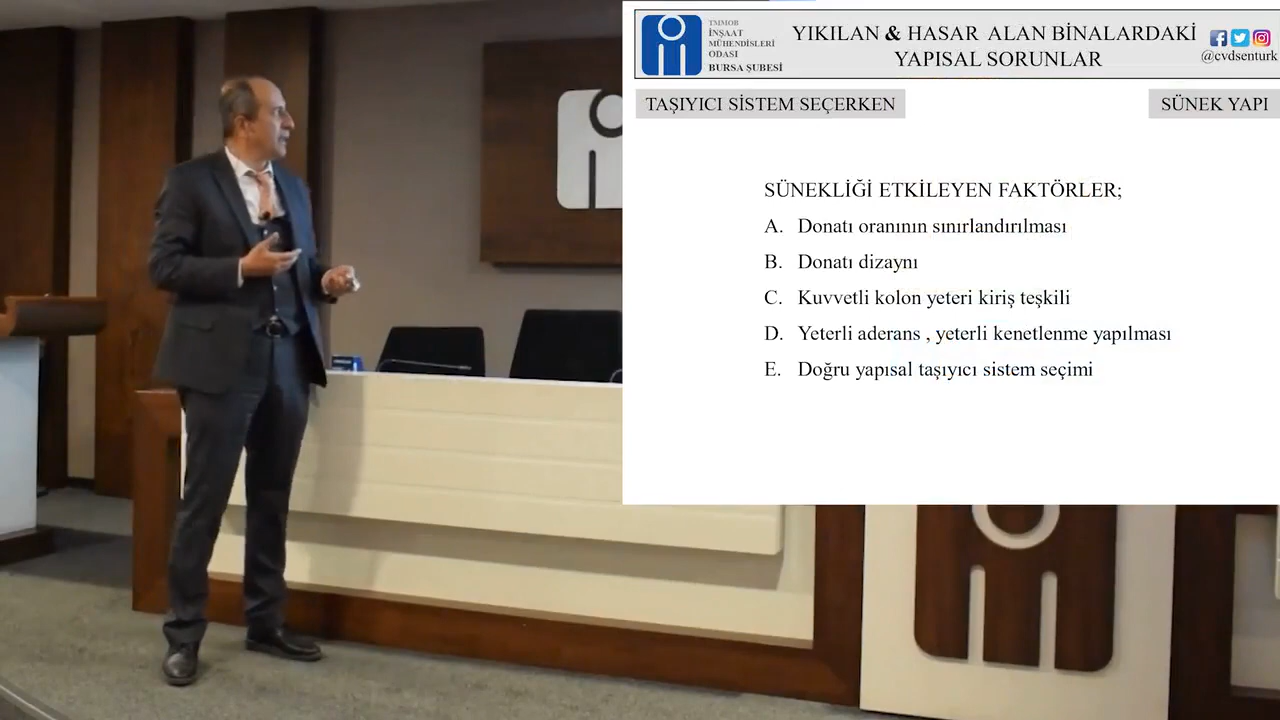 TMMOB
İNŞAAT
MÜHENDİSLERİ
ODASI
BURSA ŞUBESİ
YIKILAN & HASAR ALAN BİNALARDAKİ
YAPISAL SORUNLAR
@cvdsenturk
TAŞIYICI SİSTEM SEÇERKEN
SÜNEK YAPI
SÜNEKLİĞİ ETKİLEYEN FAKTÖRLER;
A. Donatı oranının sınırlandırılması
B. Donatı dizaynı
C. Kuvvetli kolon yeteri kiriş teşkili
D. Yeterli aderans , yeterli kenetlenme yapılması
E. Doğru yapısal taşıyıcı sistem seçimi